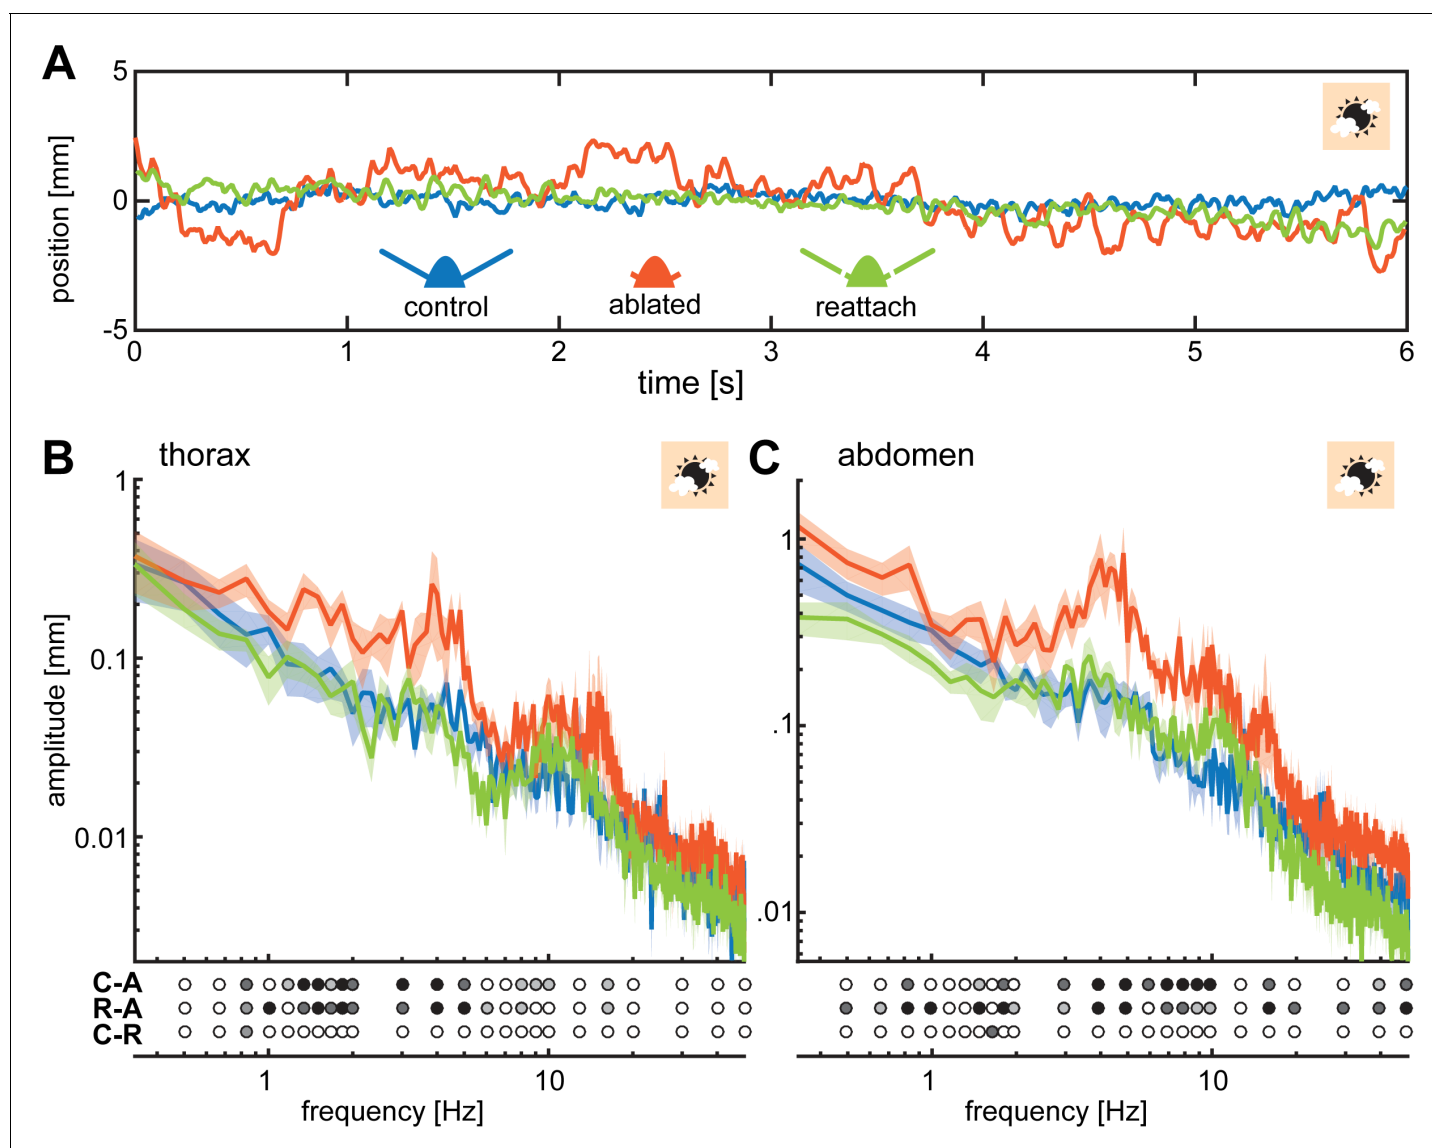 A
5
0
-5
position [mm]
control
ablated
reattach
0 1 2 3 4 5 6
time [s]
B thorax
1
0.1
0.01
amplitude [mm]
C abdomen
1
.1
.01
C-A
R-A
C-R
1 10
frequency [Hz]
1 10
frequency [Hz]